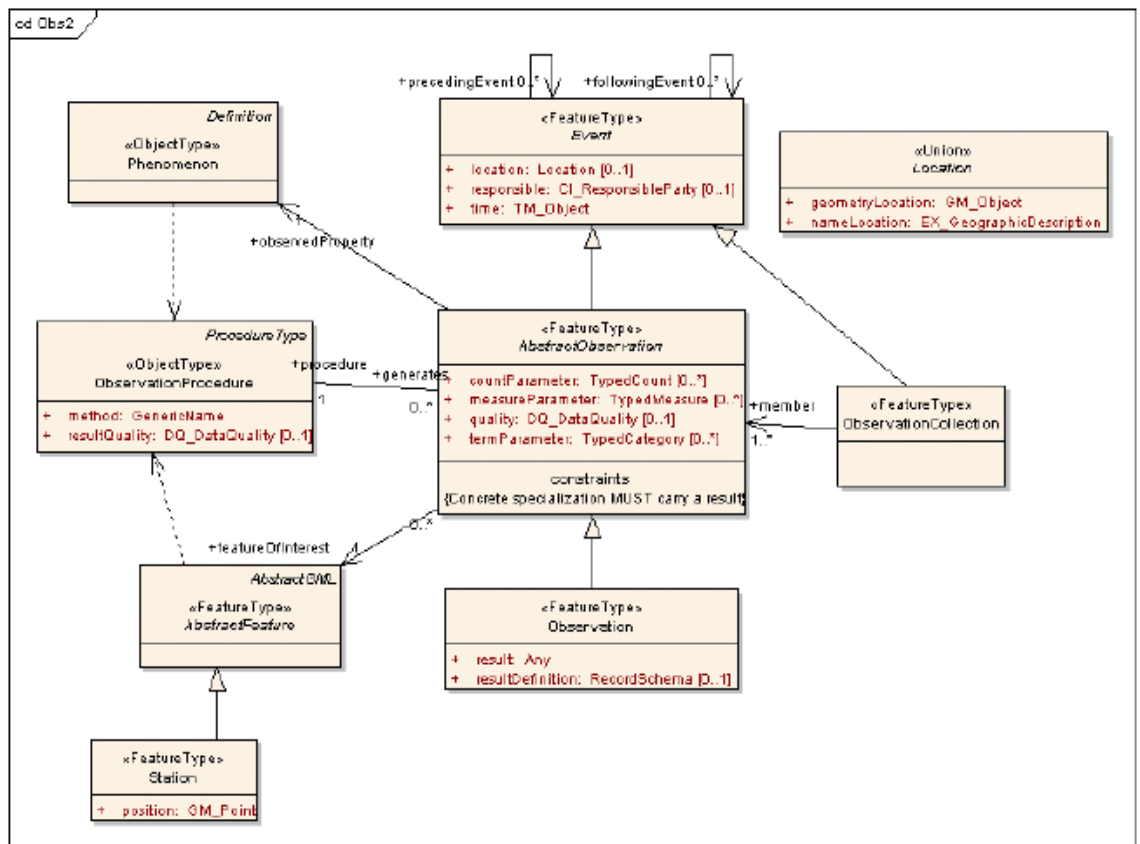 cd Obs2
+precedingEvent 0..*
+followingEvent 0..*
«FeatureType»
Event
+ location: Location [0..1]
+ responsible: CI_ResponsibleParty [0..1]
+ time: TM_Object
Definition
«ObjectType»
Phenomenon
«Union»
Location
+ geometryLocation: GM_Object
+ nameLocation: EX_GeographicDescription
+observedProperty
ProcedureType
«ObjectType»
ObservationProcedure
+ method: GenericName
+ resultQuality: DQ_DataQuality [0..1]
+procedure
1
+generates
0..*
«FeatureType»
AbstractObservation
+ countParameter: TypedCount [0..*]
+ measureParameter: TypedMeasure [0..*]
+ quality: DQ_DataQuality [0..1]
+ termParameter: TypedCategory [0..*]
constraints
{Concrete specialization MUST carry a result}
+member
1..*
«FeatureType»
ObservationCollection
0..*
+featureOfInterest
1
AbstractGML
«FeatureType»
AbstractFeature
«FeatureType»
Observation
+ result: Any
+ resultDefinition: RecordSchema [0..1]
«FeatureType»
Station
+ position: GM_Point